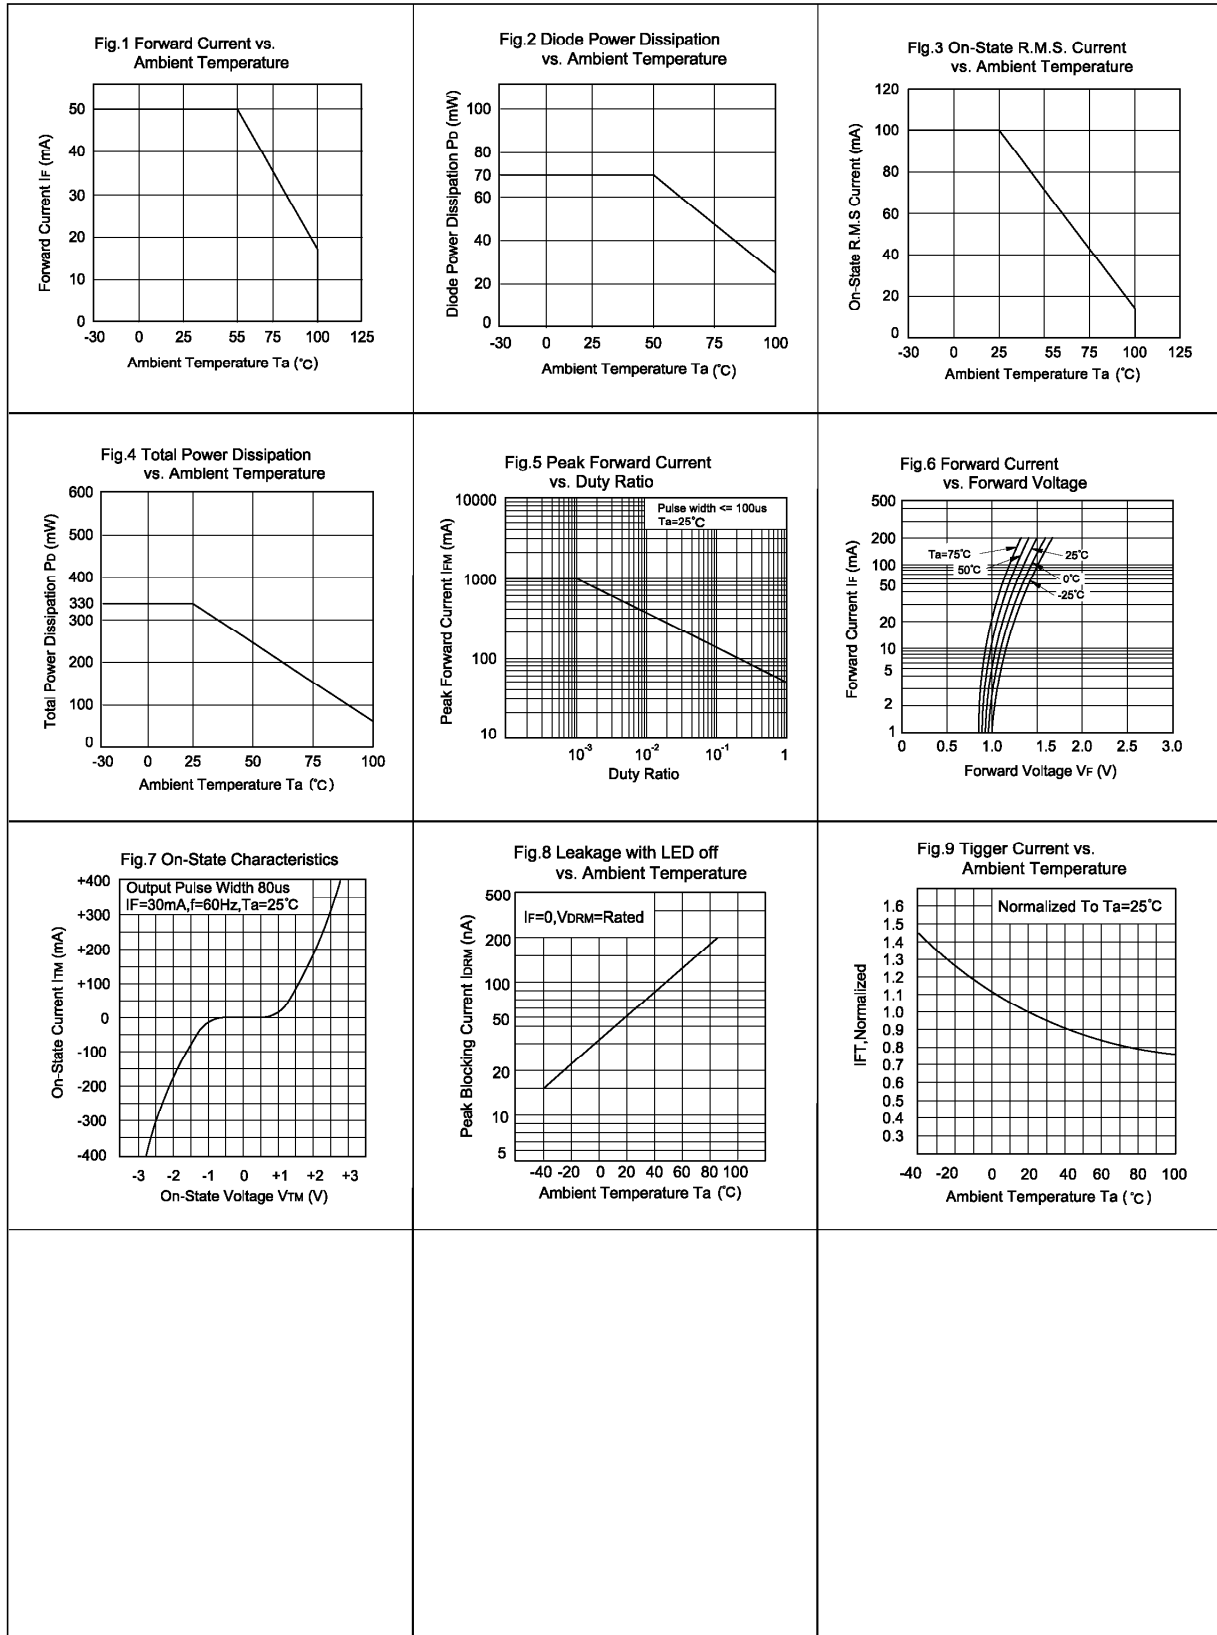 Fig.1 Forward Current vs.
Ambient Temperature
Forward Current IF (mA)
50
40
30
20
10
0
-30 0 25 55 75 100 125
Ambient Temperature Ta (°C)
Fig.2 Diode Power Dissipation
vs. Ambient Temperature
Diode Power Dissipation PD (mW)
100
80
70
60
40
20
0
-30 0 50 75 100
Ambient Temperature Ta (°C)
Fig.3 On-State R.M.S. Current
vs. Ambient Temperature
On-State R.M.S Current (mA)
120
100
80
60
40
20
0
-30 0 25 55 75 100 125
Ambient Temperature Ta (°C)
Fig.4 Total Power Dissipation
vs. Ambient Temperature
Total Power Dissipation PD (mW)
600
500
400
330
300
200
100
0
-30 0 25 50 75 100
Ambient Temperature Ta (°C)
Fig.5 Peak Forward Current
vs. Duty Ratio
Peak Forward Current IFM (mA)
10000
1000
100
10
Pulse width <= 100us
Ta=25°C
10-3 10-2 10-1 1
Duty Ratio
Fig.6 Forward Current
vs. Forward Voltage
Forward Current IF (mA)
500
200
100
50
20
10
5
2
1
Ta=75°C
50°C
25°C
0°C
-25°C
0 0.5 1.0 1.5 2.0 2.5 3.0
Forward Voltage VF (V)
Fig.7 On-State Characteristics
On-State Current ITM (mA)
+400
+300
+200
+100
0
-100
-200
-300
-400
Output Pulse Width 80us
IF=30mA,f=60Hz,Ta=25°C
-3 -2 -1 0 +1 +2 +3
On-State Voltage VTM (V)
Fig.8 Leakage with LED off
vs. Ambient Temperature
Peak Blocking Current IDRM (nA)
500
200
100
50
20
10
5
IF=0,VDRM=Rated
-40 -20 0 20 40 60 80 100
Ambient Temperature Ta (°C)
Fig.9 Tigger Current vs.
Ambient Temperature
IFT,Normalized
1.6
1.5
1.4
1.3
1.2
1.1
1.0
0.9
0.8
0.7
0.6
0.5
0.4
0.3
Normalized To Ta=25°C
-40 -20 0 20 40 60 80 100
Ambient Temperature Ta (°C)